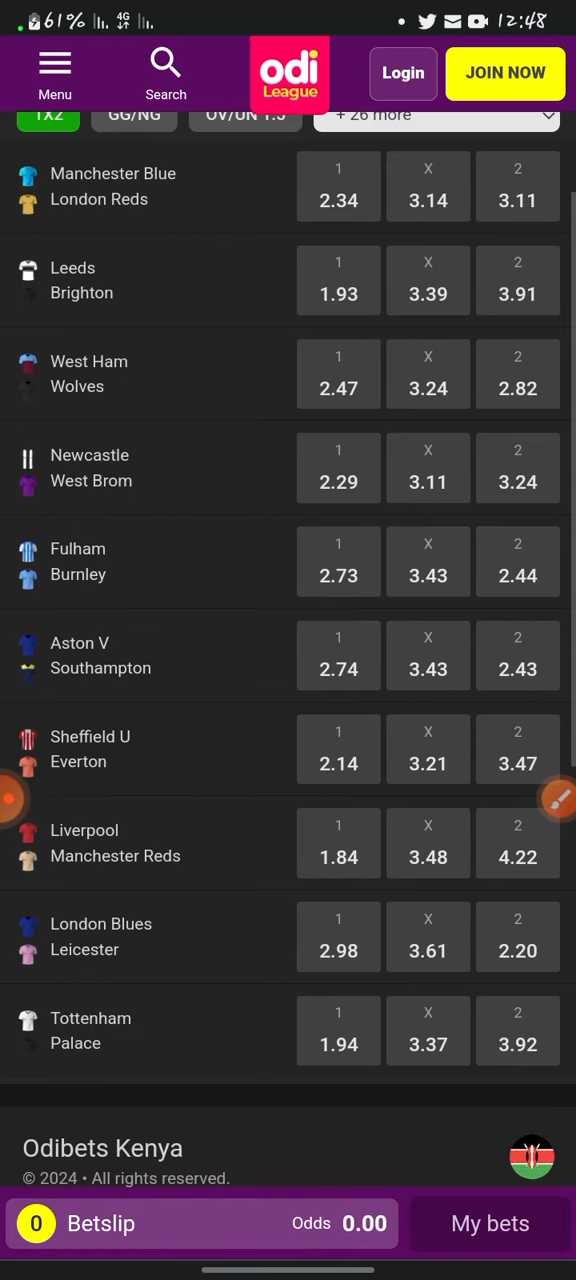 61% 4G 12:48
Menu
Search
odi
League
Login
JOIN NOW
1X2 GG/NG OV/UN 1.5 + 26 more
Manchester Blue
London Reds
1 X 2
2.34 3.14 3.11
Leeds
Brighton
1 X 2
1.93 3.39 3.91
West Ham
Wolves
1 X 2
2.47 3.24 2.82
Newcastle
West Brom
1 X 2
2.29 3.11 3.24
Fulham
Burnley
1 X 2
2.73 3.43 2.44
Aston V
Southampton
1 X 2
2.74 3.43 2.43
Sheffield U
Everton
1 X 2
2.14 3.21 3.47
Liverpool
Manchester Reds
1 X 2
1.84 3.48 4.22
London Blues
Leicester
1 X 2
2.98 3.61 2.20
Tottenham
Palace
1 X 2
1.94 3.37 3.92
Odibets Kenya
© 2024 • All rights reserved.
0 Betslip Odds 0.00 My bets